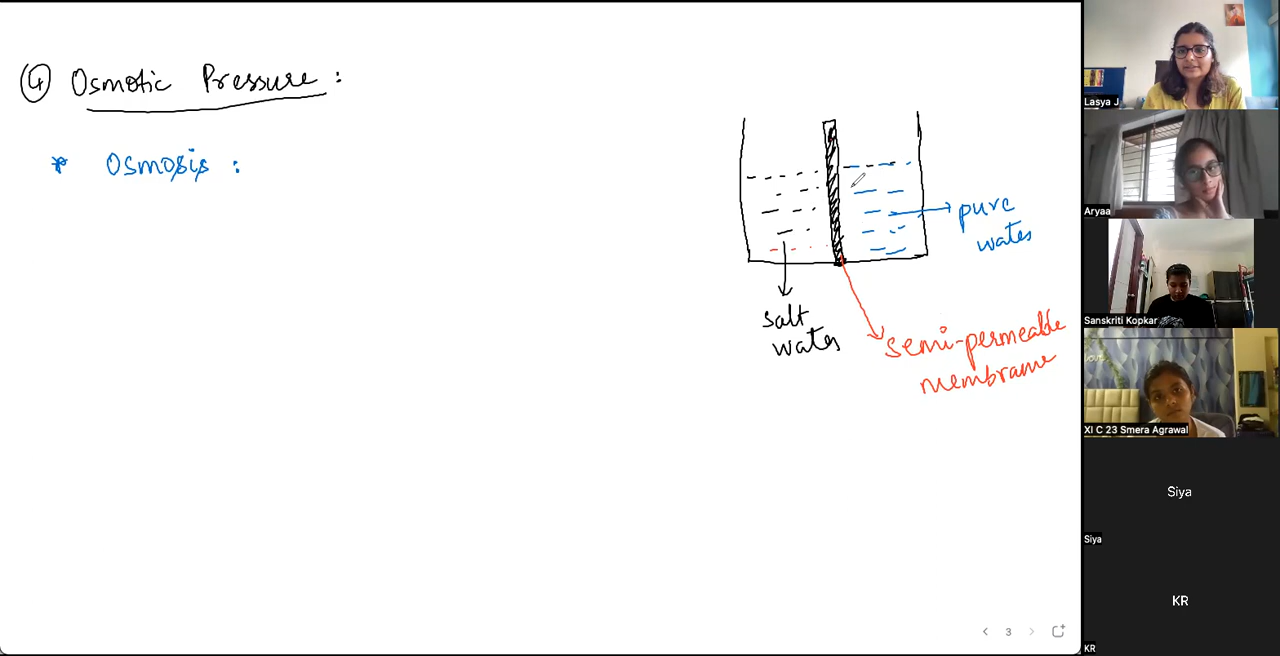 4 Osmotic Pressure :
* Osmosis :
pure
water
salt
water
semi-permeable
membrane
3
Lasya J
Aryaa
Sanskriti Kopkar
XI C 23 Smera Agrawal
Siya
Siya
KR
KR